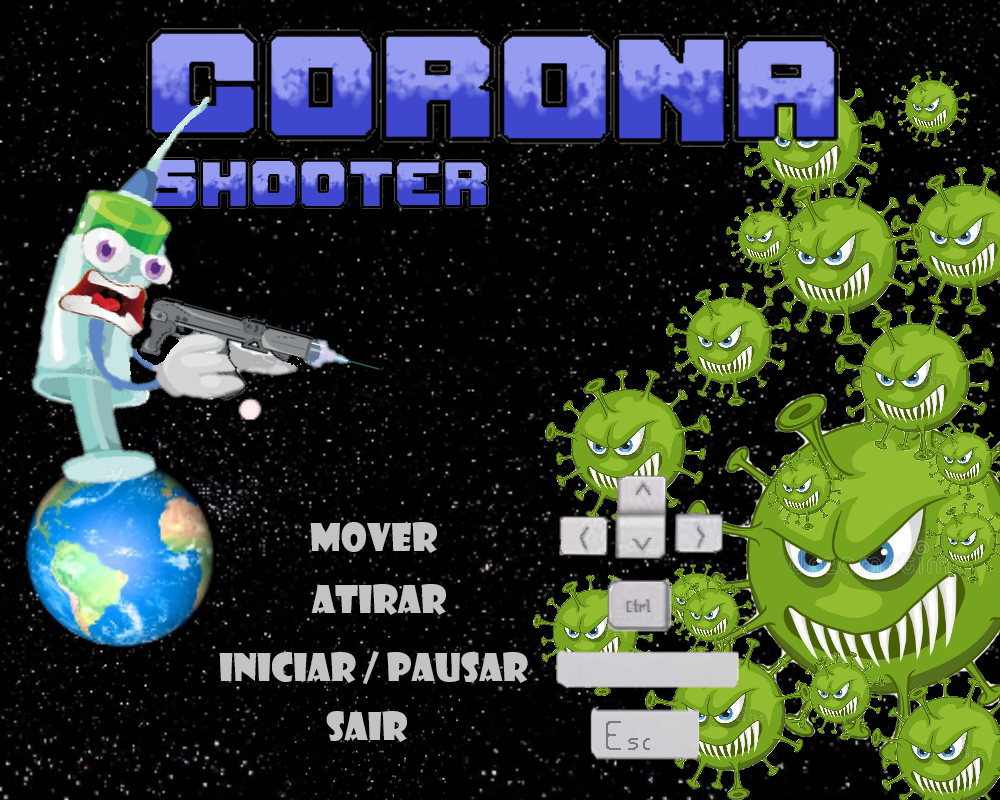 CORONA
SHOOTER
MOVER
ATIRAR
Ctrl
INICIAR / PAUSAR
SAIR
Esc